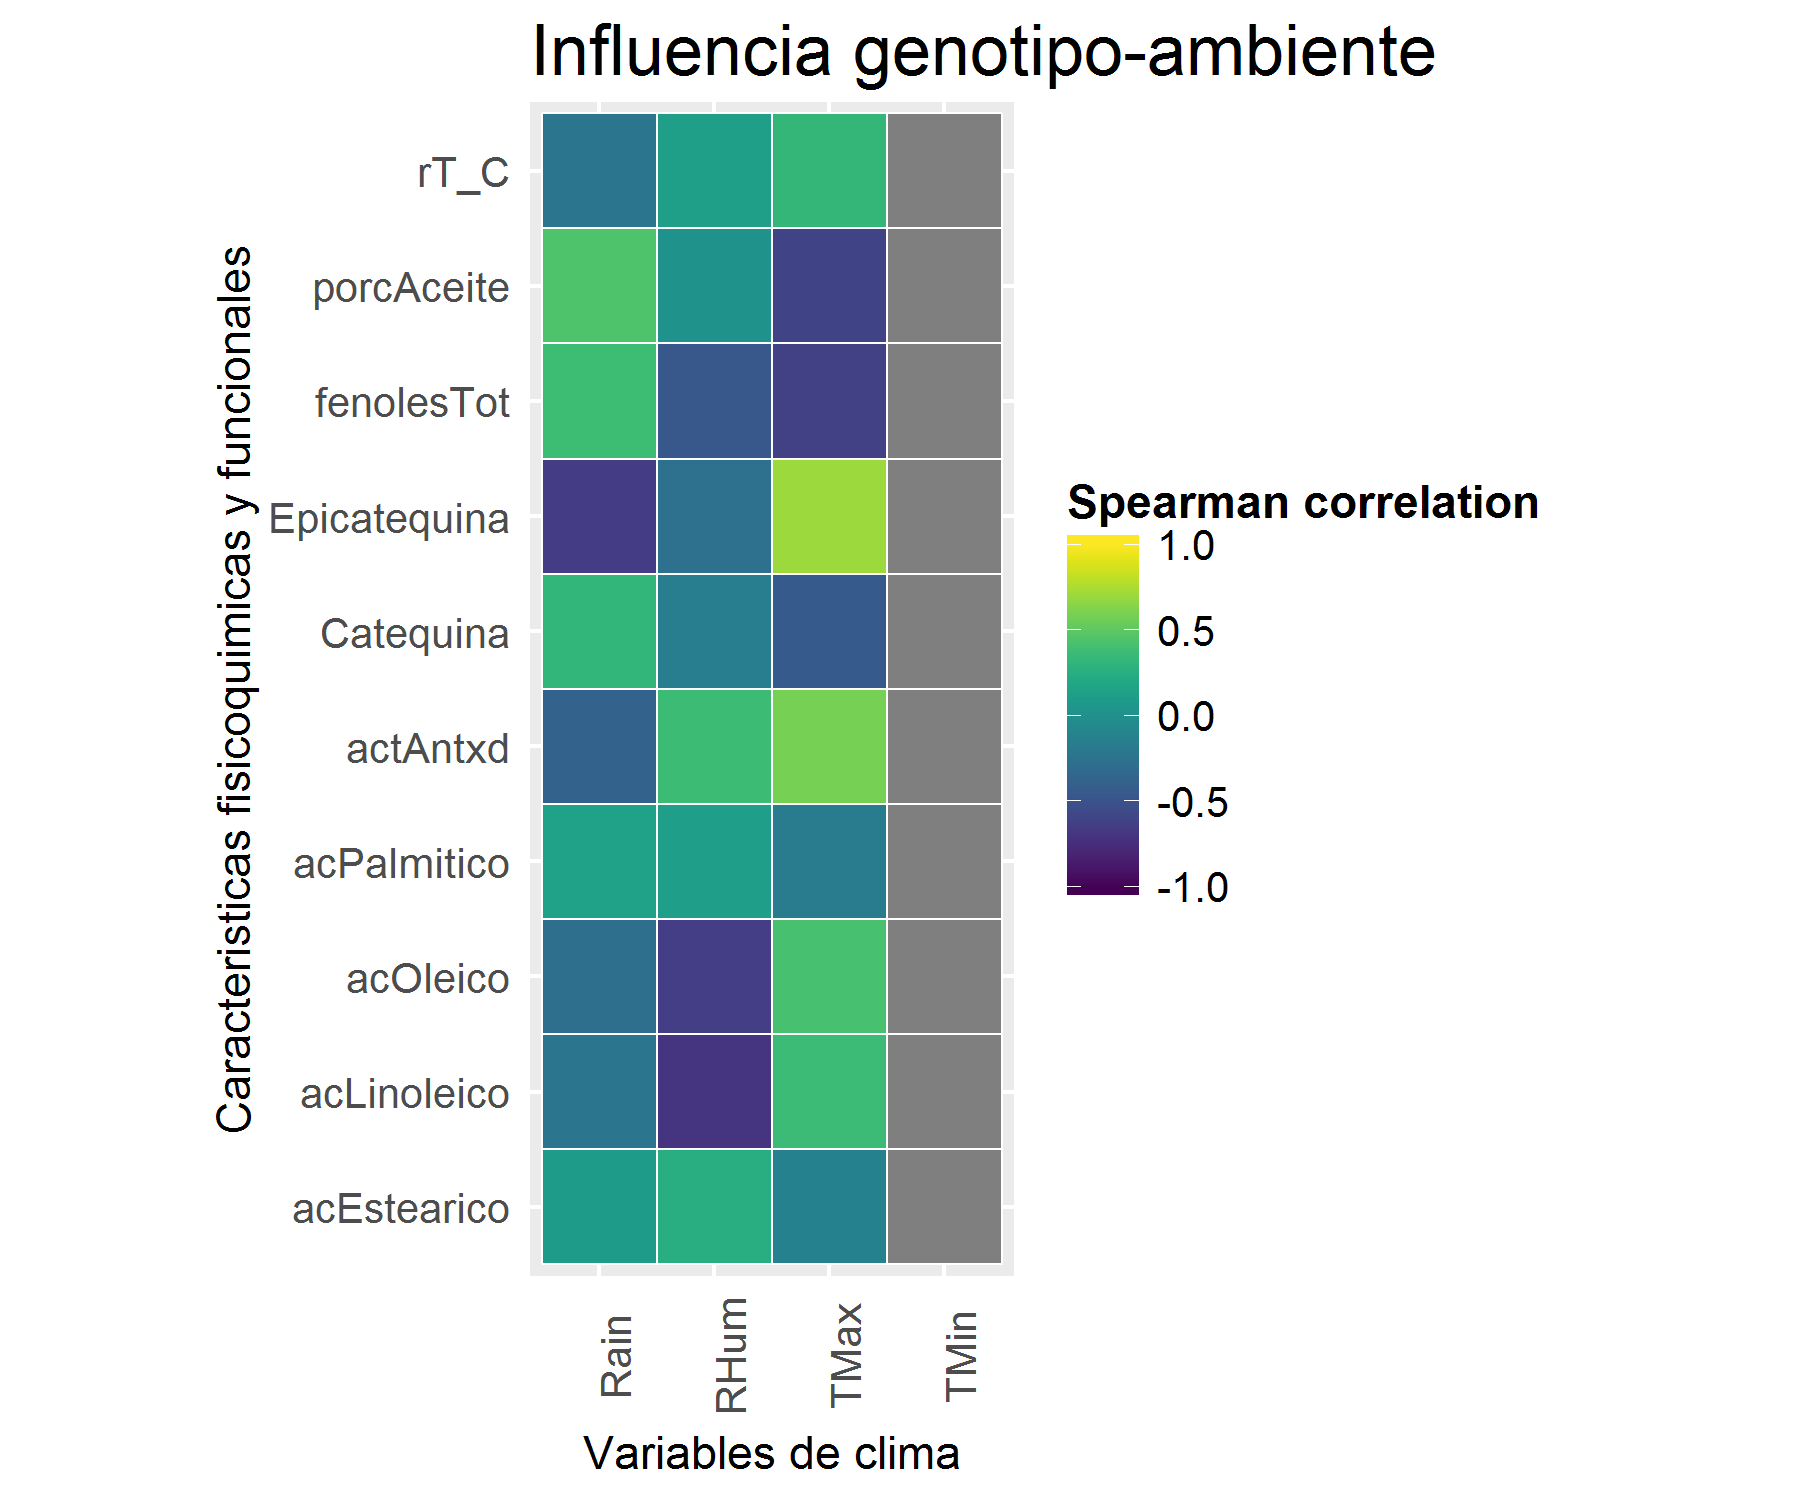 Influencia genotipo-ambiente
Caracteristicas fisicoquimicas y funcionales
rT_C
porcAceite
fenolesTot
Epicatequina
Catequina
actAntxd
acPalmitico
acOleico
acLinoleico
acEstearico
Rain
RHum
TMax
TMin
Variables de clima
Spearman correlation
1.0
0.5
0.0
-0.5
-1.0